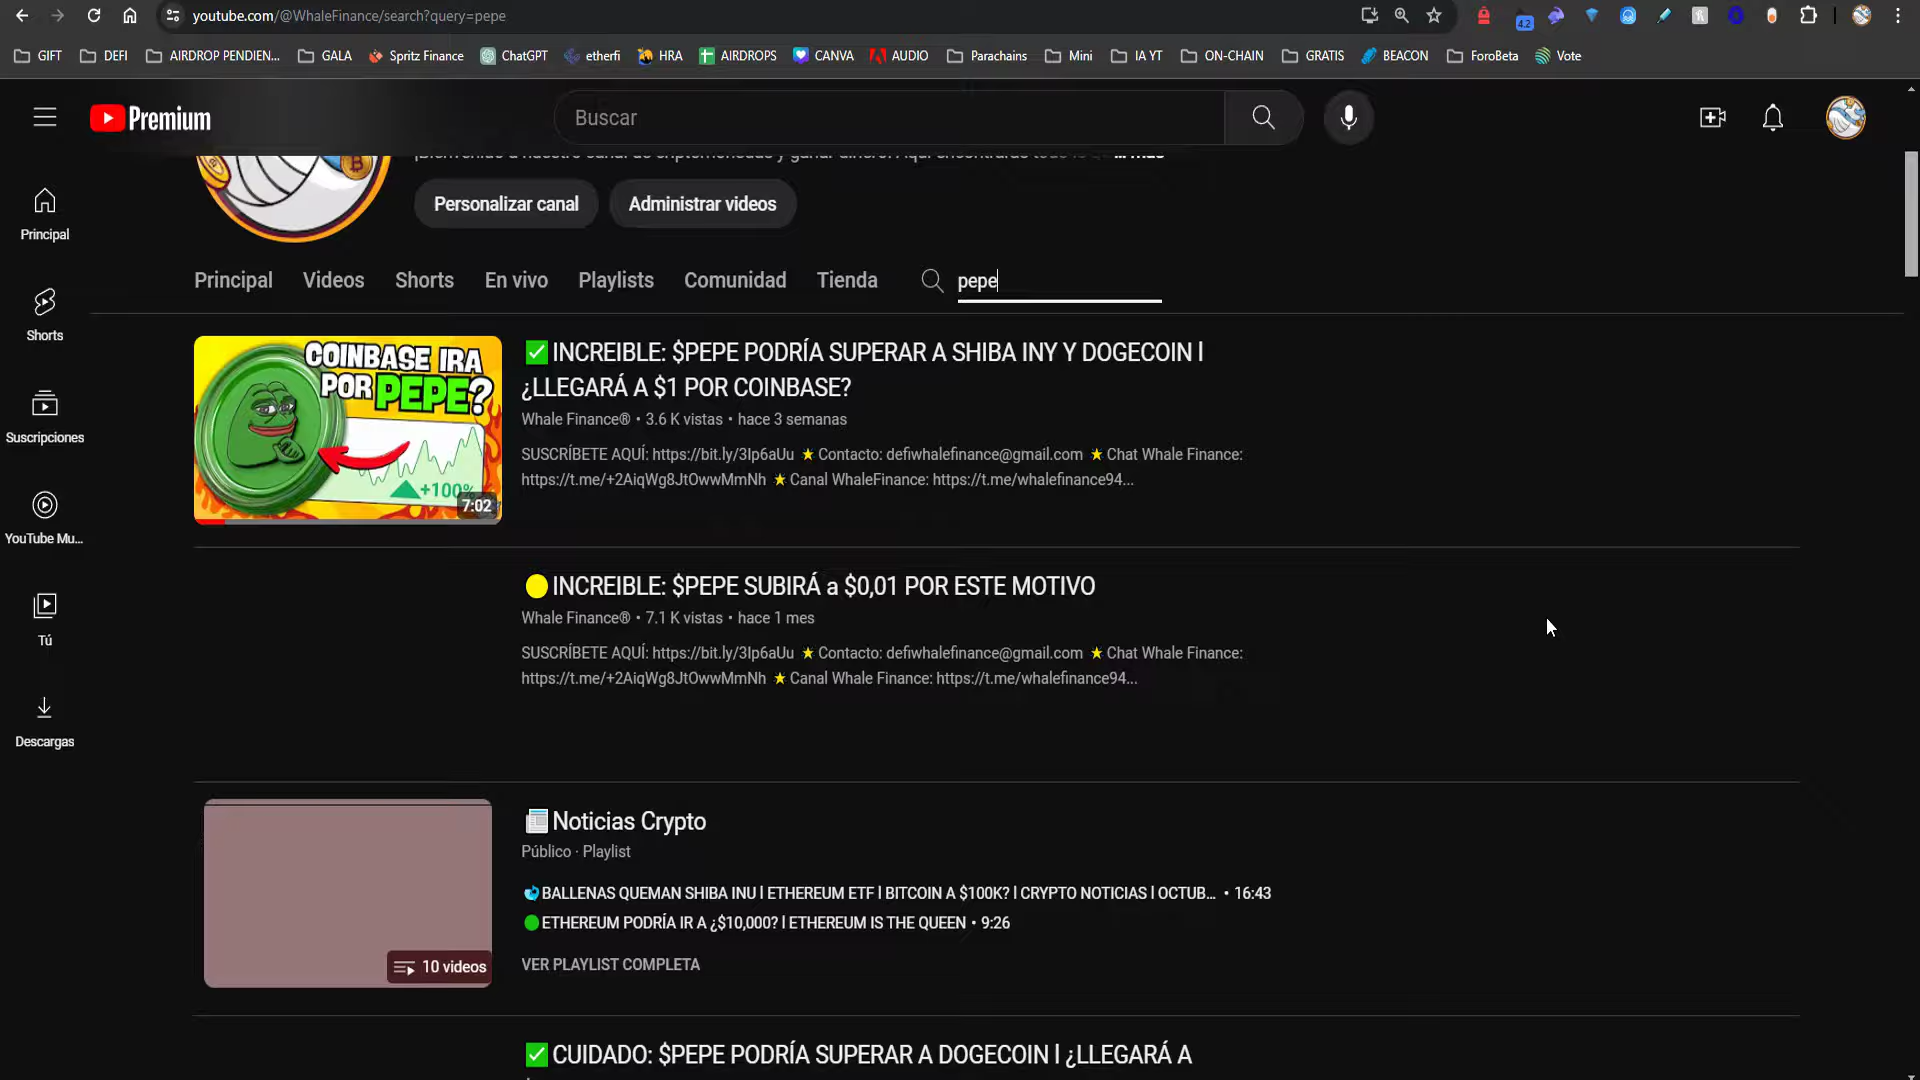 youtube.com/@WhaleFinance/search?query=pepe
4.2
GIFT DEFI AIRDROP PENDIEN... GALA Spritz Finance ChatGPT etherfi HRA AIRDROPS CANVA AUDIO Parachains Mini IA YT ON-CHAIN GRATIS BEACON ForoBeta Vote
Premium
Buscar
... más
Personalizar canal Administrar videos
Principal Videos Shorts En vivo Playlists Comunidad Tienda pepe
Principal
Shorts
Suscripciones
YouTube Mu...
Tú
Descargas
COINBASE IRA
POR PEPE?
+100%
7:02
✅INCREIBLE: $PEPE PODRÍA SUPERAR A SHIBA INY Y DOGECOIN l
¿LLEGARÁ A $1 POR COINBASE?
Whale Finance® • 3.6 K vistas • hace 3 semanas
SUSCRÍBETE AQUÍ: https://bit.ly/3Ip6aUu ★ Contacto: defiwhalefinance@gmail.com ★ Chat Whale Finance:
https://t.me/+2AiqWg8JtOwwMmNh ★ Canal WhaleFinance: https://t.me/whalefinance94...
🟡INCREIBLE: $PEPE SUBIRÁ a $0,01 POR ESTE MOTIVO
Whale Finance® • 7.1 K vistas • hace 1 mes
SUSCRÍBETE AQUÍ: https://bit.ly/3Ip6aUu ★ Contacto: defiwhalefinance@gmail.com ★ Chat Whale Finance:
https://t.me/+2AiqWg8JtOwwMmNh ★ Canal Whale Finance: https://t.me/whalefinance94...
10 videos
📰Noticias Crypto
Público · Playlist
BALLENAS QUEMAN SHIBA INU l ETHEREUM ETF l BITCOIN A $100K? l CRYPTO NOTICIAS l OCTUB... • 16:43
🟢ETHEREUM PODRÍA IR A ¿$10,000? l ETHEREUM IS THE QUEEN • 9:26
VER PLAYLIST COMPLETA
✅CUIDADO: $PEPE PODRÍA SUPERAR A DOGECOIN l ¿LLEGARÁ A